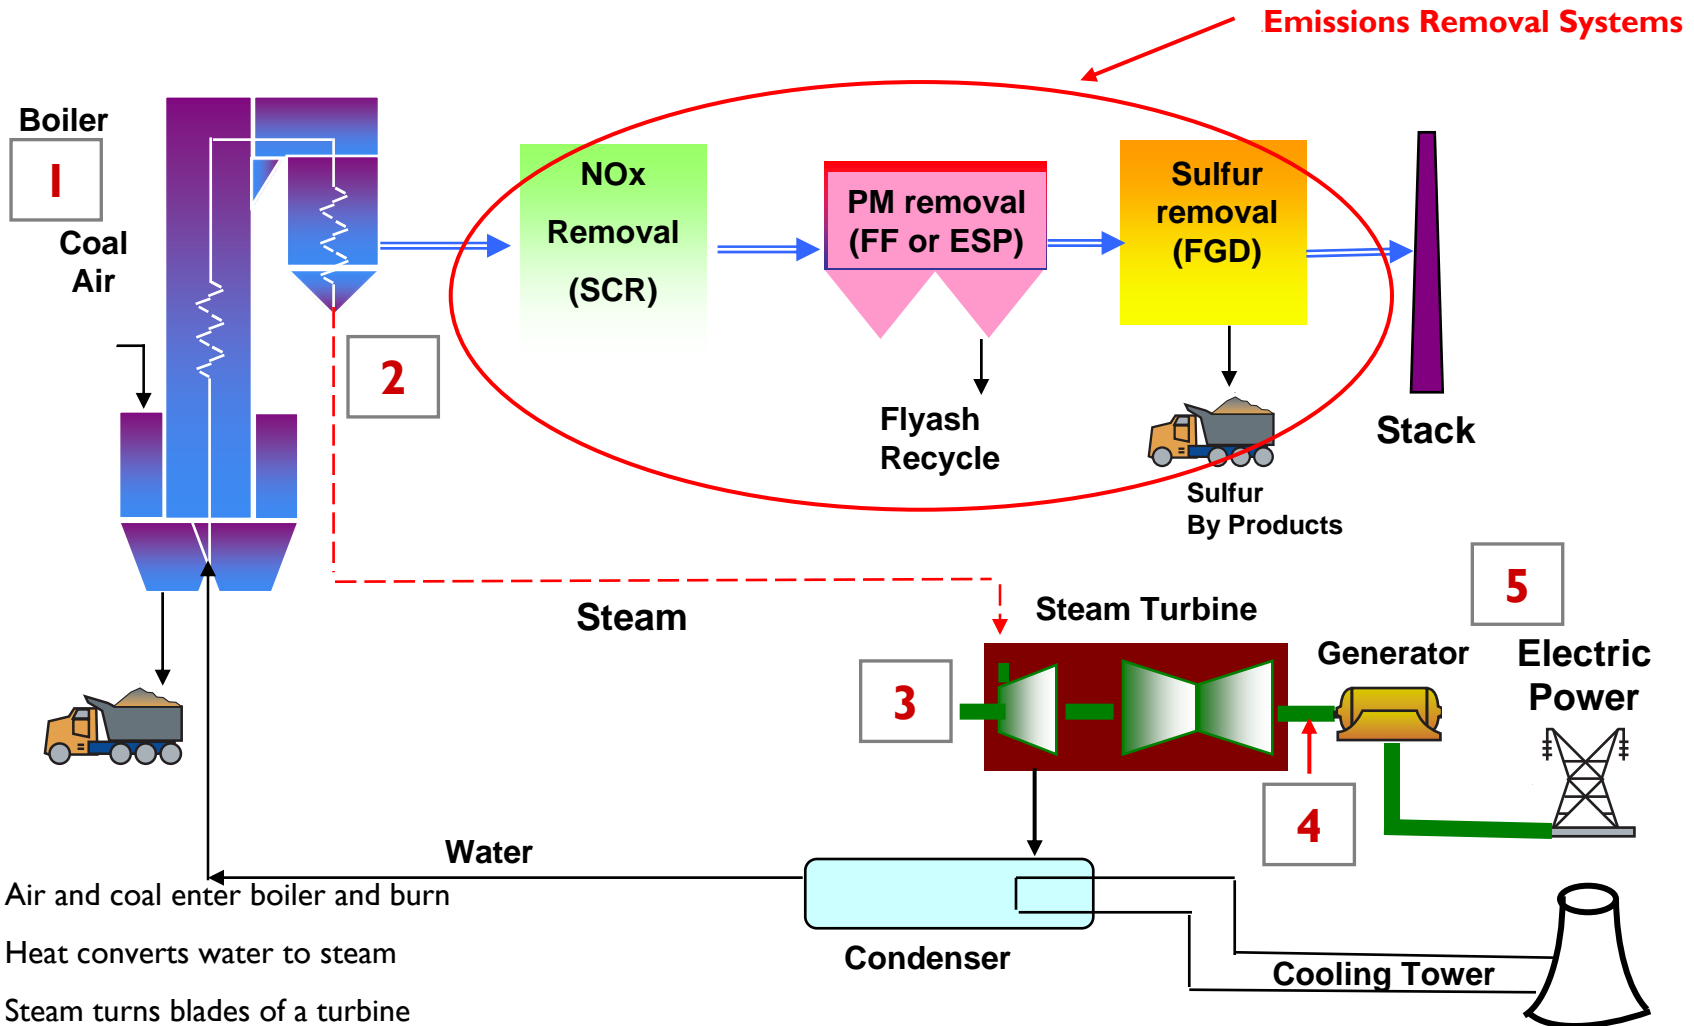 Emissions Removal Systems
Boiler
1
Coal
Air
NOx
Removal
(SCR)
PM removal
(FF or ESP)
Sulfur
removal
(FGD)
2
Flyash
Recycle
Stack
Sulfur
By Products
5
Steam
Steam Turbine
Generator
Electric
Power
3
4
Water
Air and coal enter boiler and burn
Heat converts water to steam
Condenser
Cooling Tower
Steam turns blades of a turbine